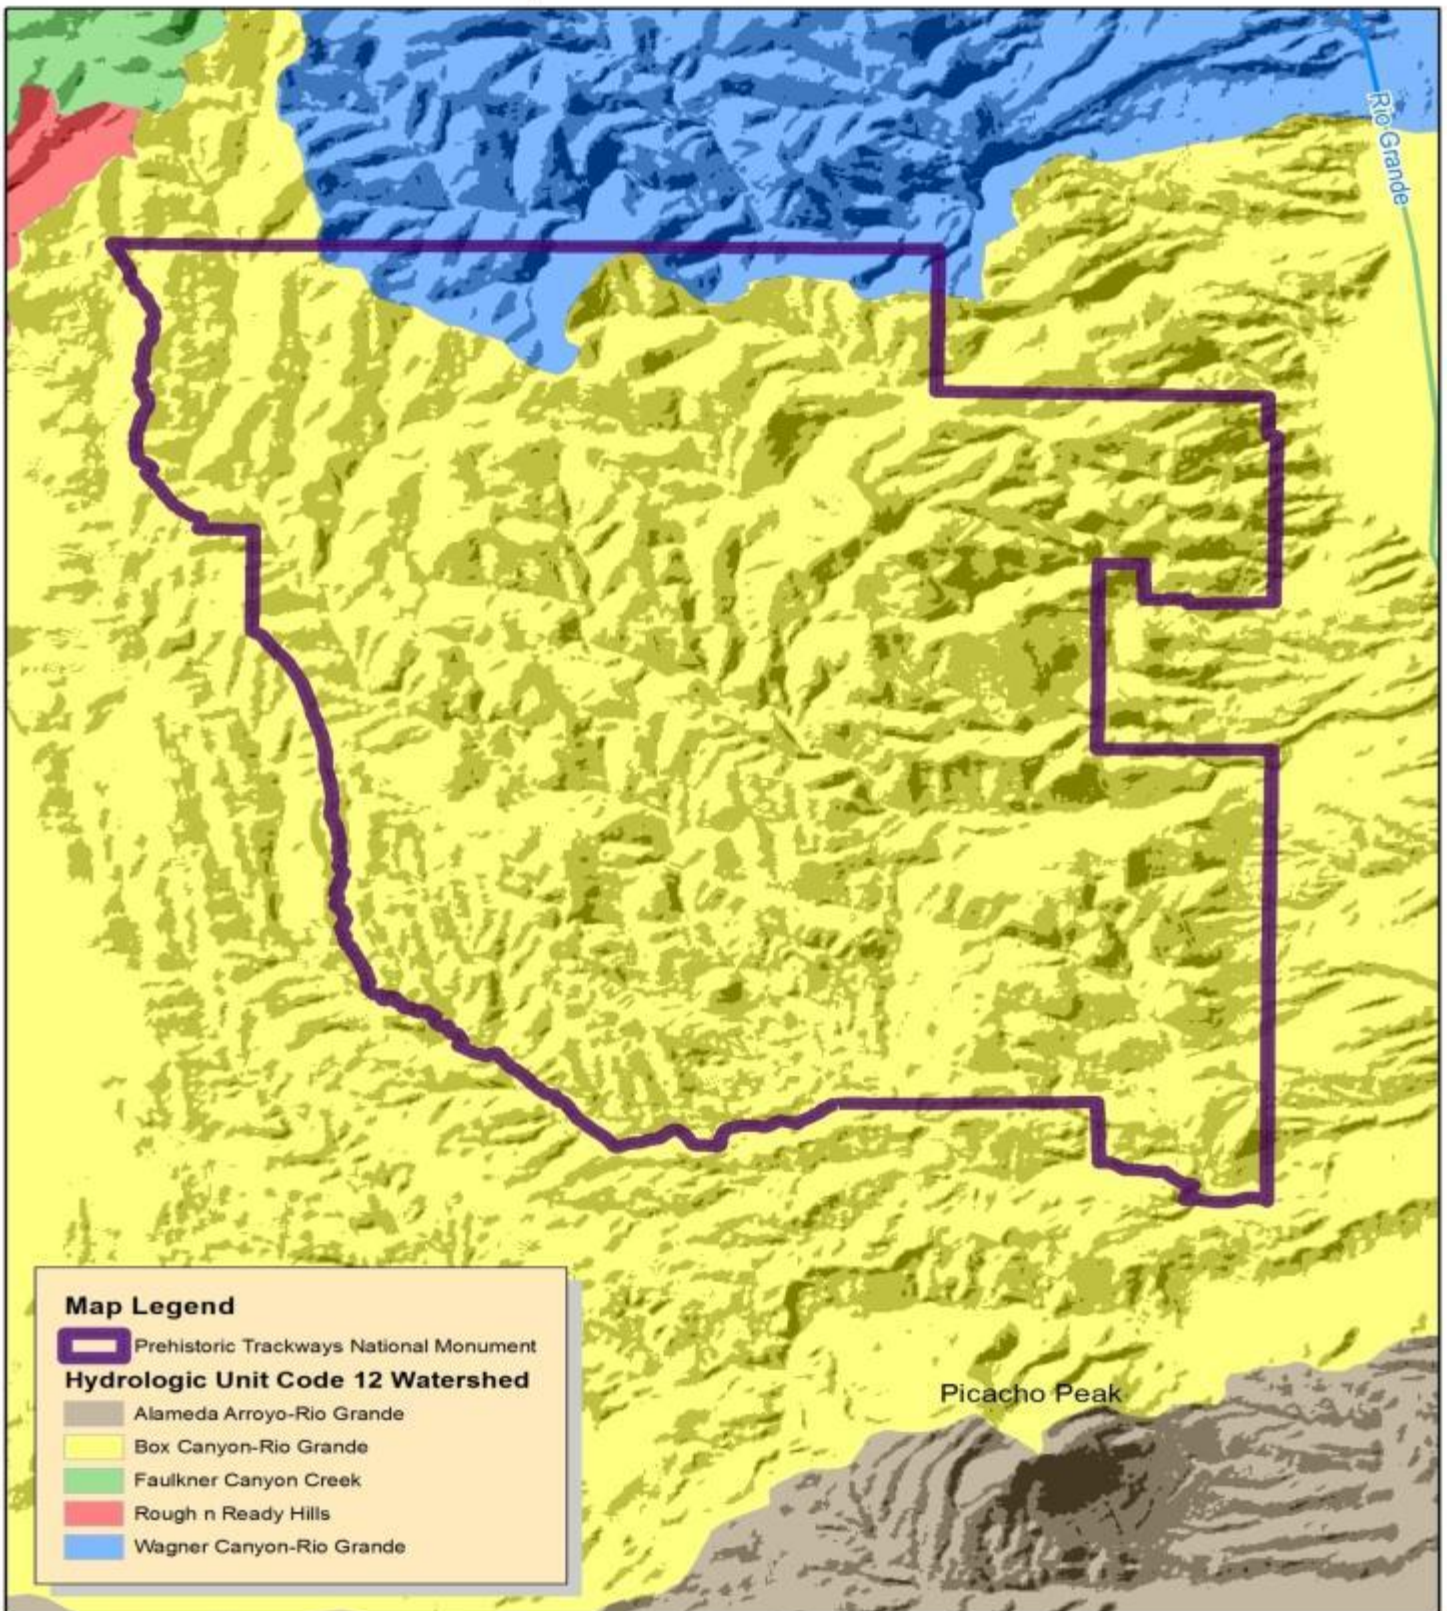 Rio Grande
Picacho Peak
Map Legend
Prehistoric Trackways National Monument
Hydrologic Unit Code 12 Watershed
Alameda Arroyo-Rio Grande
Box Canyon-Rio Grande
Faulkner Canyon Creek
Rough n Ready Hills
Wagner Canyon-Rio Grande